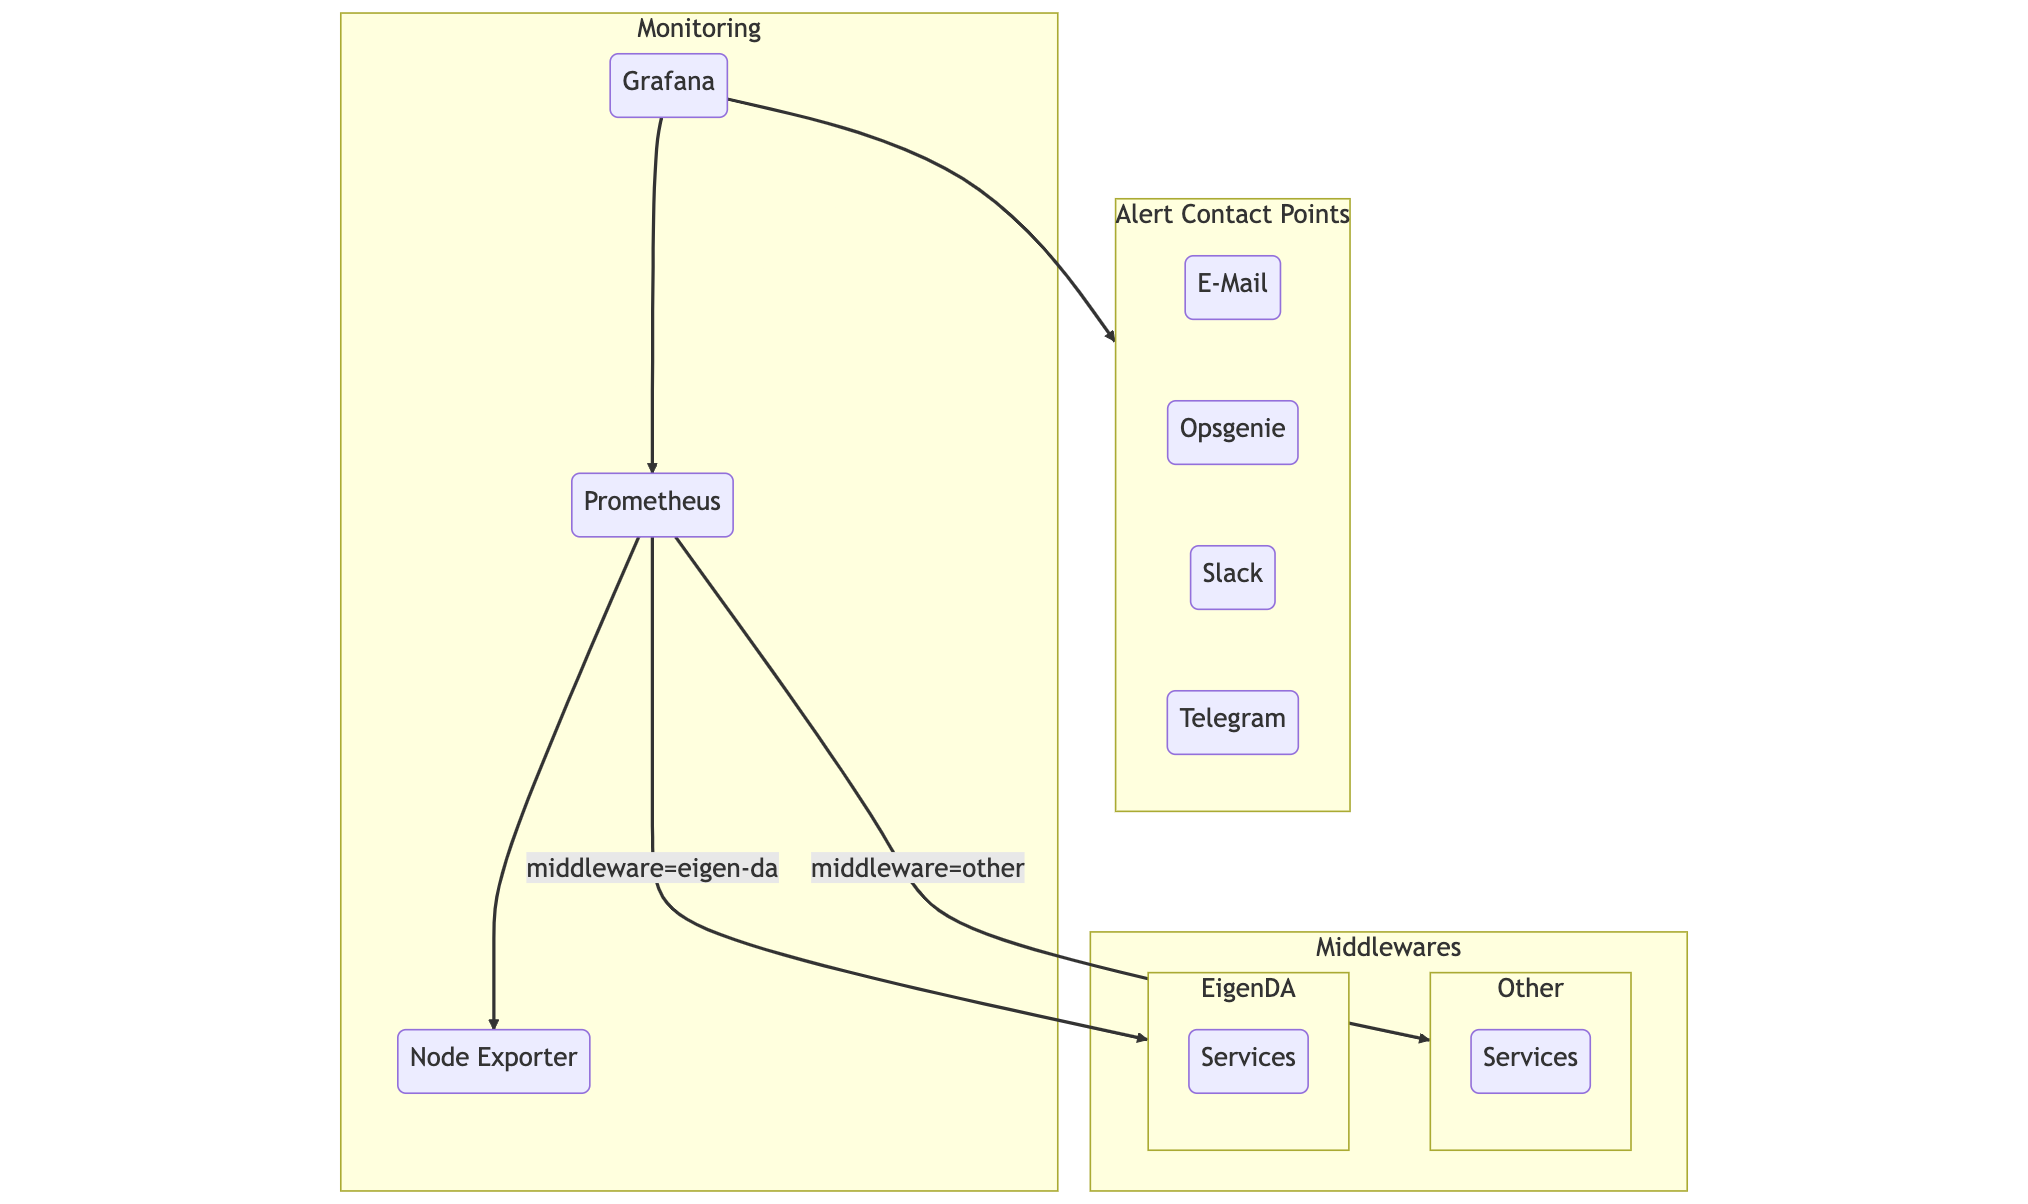 Monitoring
Grafana
Alert Contact Points
E-Mail
Opsgenie
Prometheus
Slack
Telegram
middleware=eigen-da
middleware=other
Middlewares
EigenDA
Other
Node Exporter
Services
Services